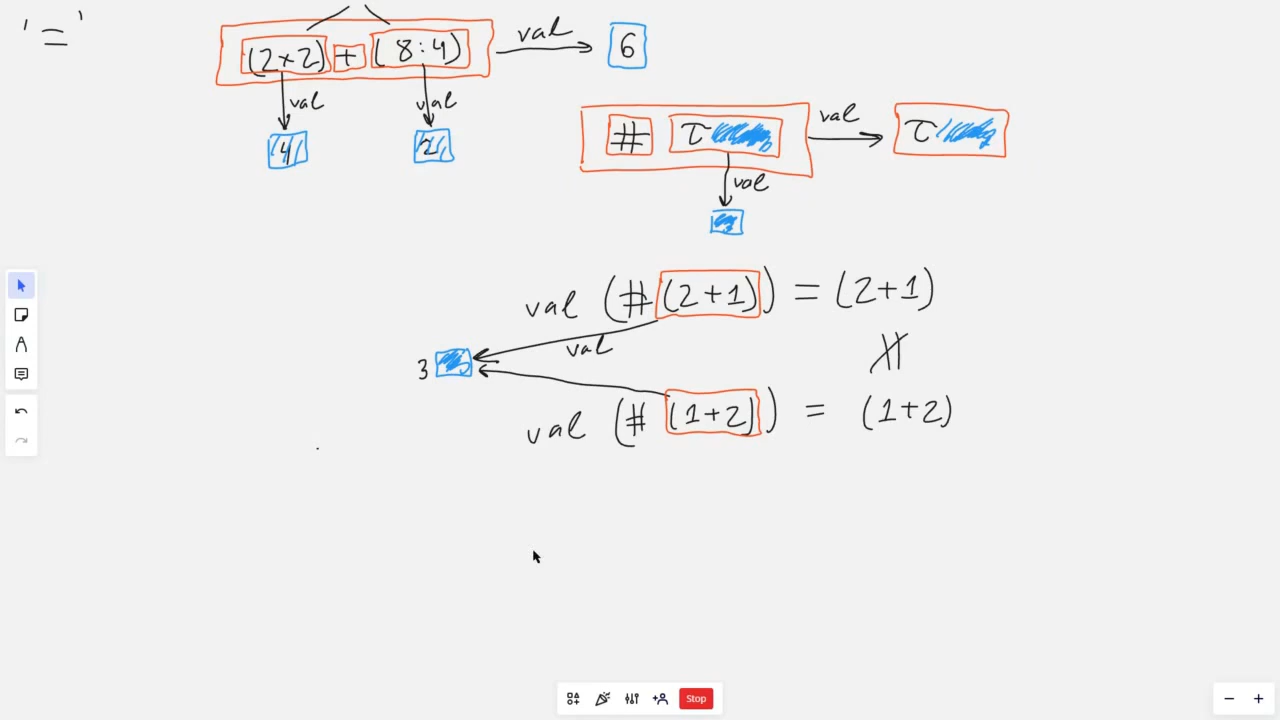 '='
(2×2) + (8:4) val 6
val val
4 2
# τ val τ
val
val (# (2+1)) = (2+1)
val
3
val (# (1+2)) = (1+2)
Stop